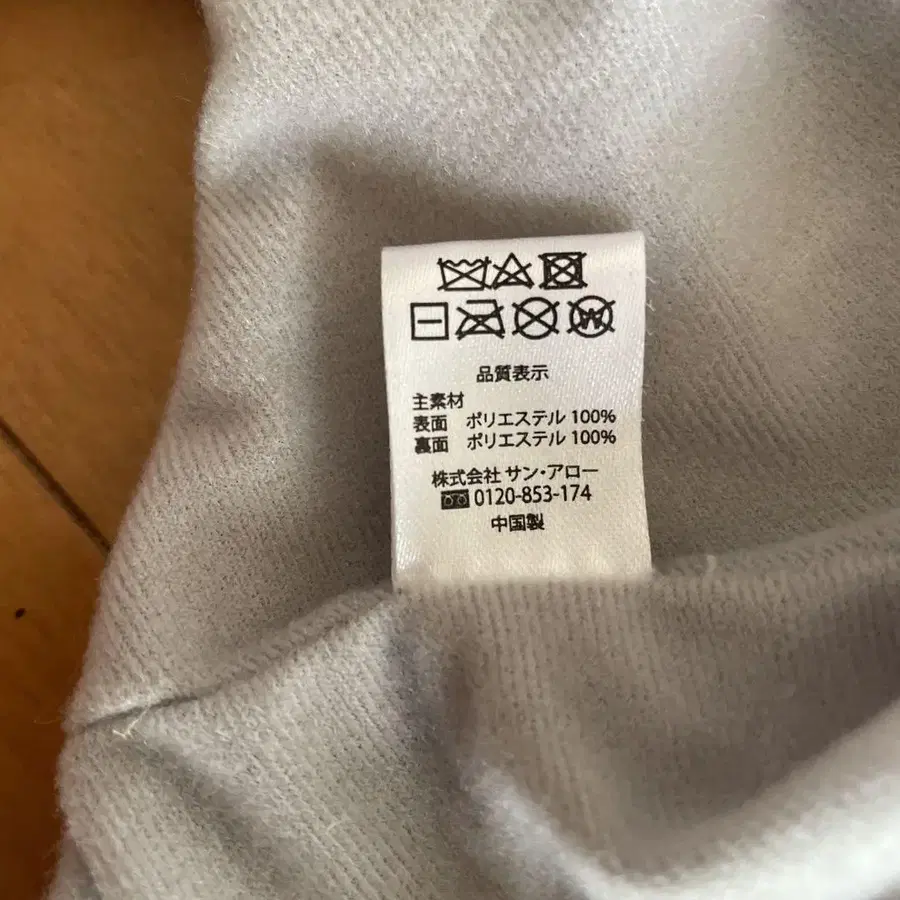 品質表示
主素材
表面 ポリエステル 100%
裏面 ポリエステル 100%
株式会社 サン・アロー
0120-853-174
中国製